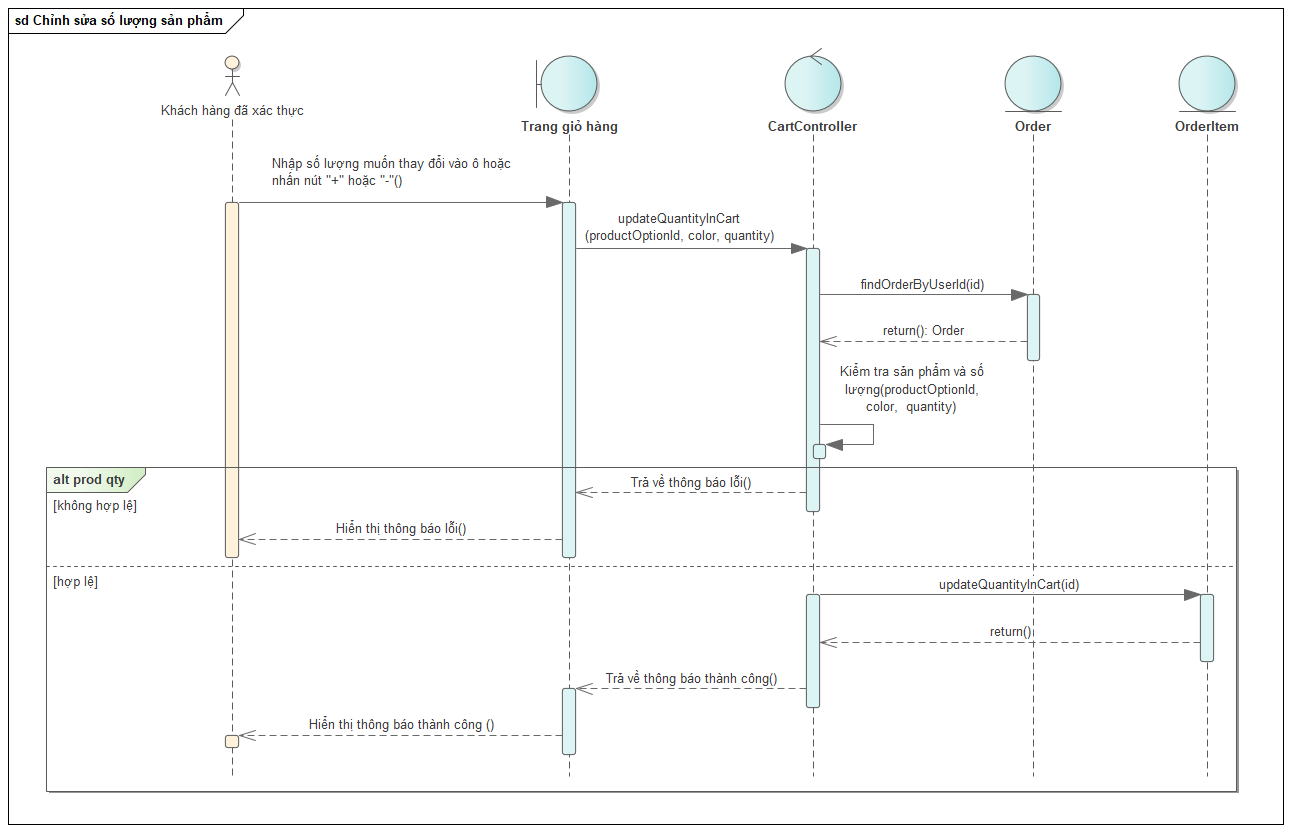 sd Chỉnh sửa số lượng sản phẩm
Khách hàng đã xác thực
Trang giỏ hàng
CartController
Order
OrderItem
Nhập số lượng muốn thay đổi vào ô hoặc
nhấn nút "+" hoặc "-"()
updateQuantityInCart
(productOptionId, color, quantity)
findOrderByUserId(id)
return(): Order
Kiểm tra sản phẩm và số
lượng(productOptionId,
color, quantity)
alt prod qty
[không hợp lệ]
Trả về thông báo lỗi()
Hiển thị thông báo lỗi()
[hợp lệ]
updateQuantityInCart(id)
return()
Trả về thông báo thành công()
Hiển thị thông báo thành công ()